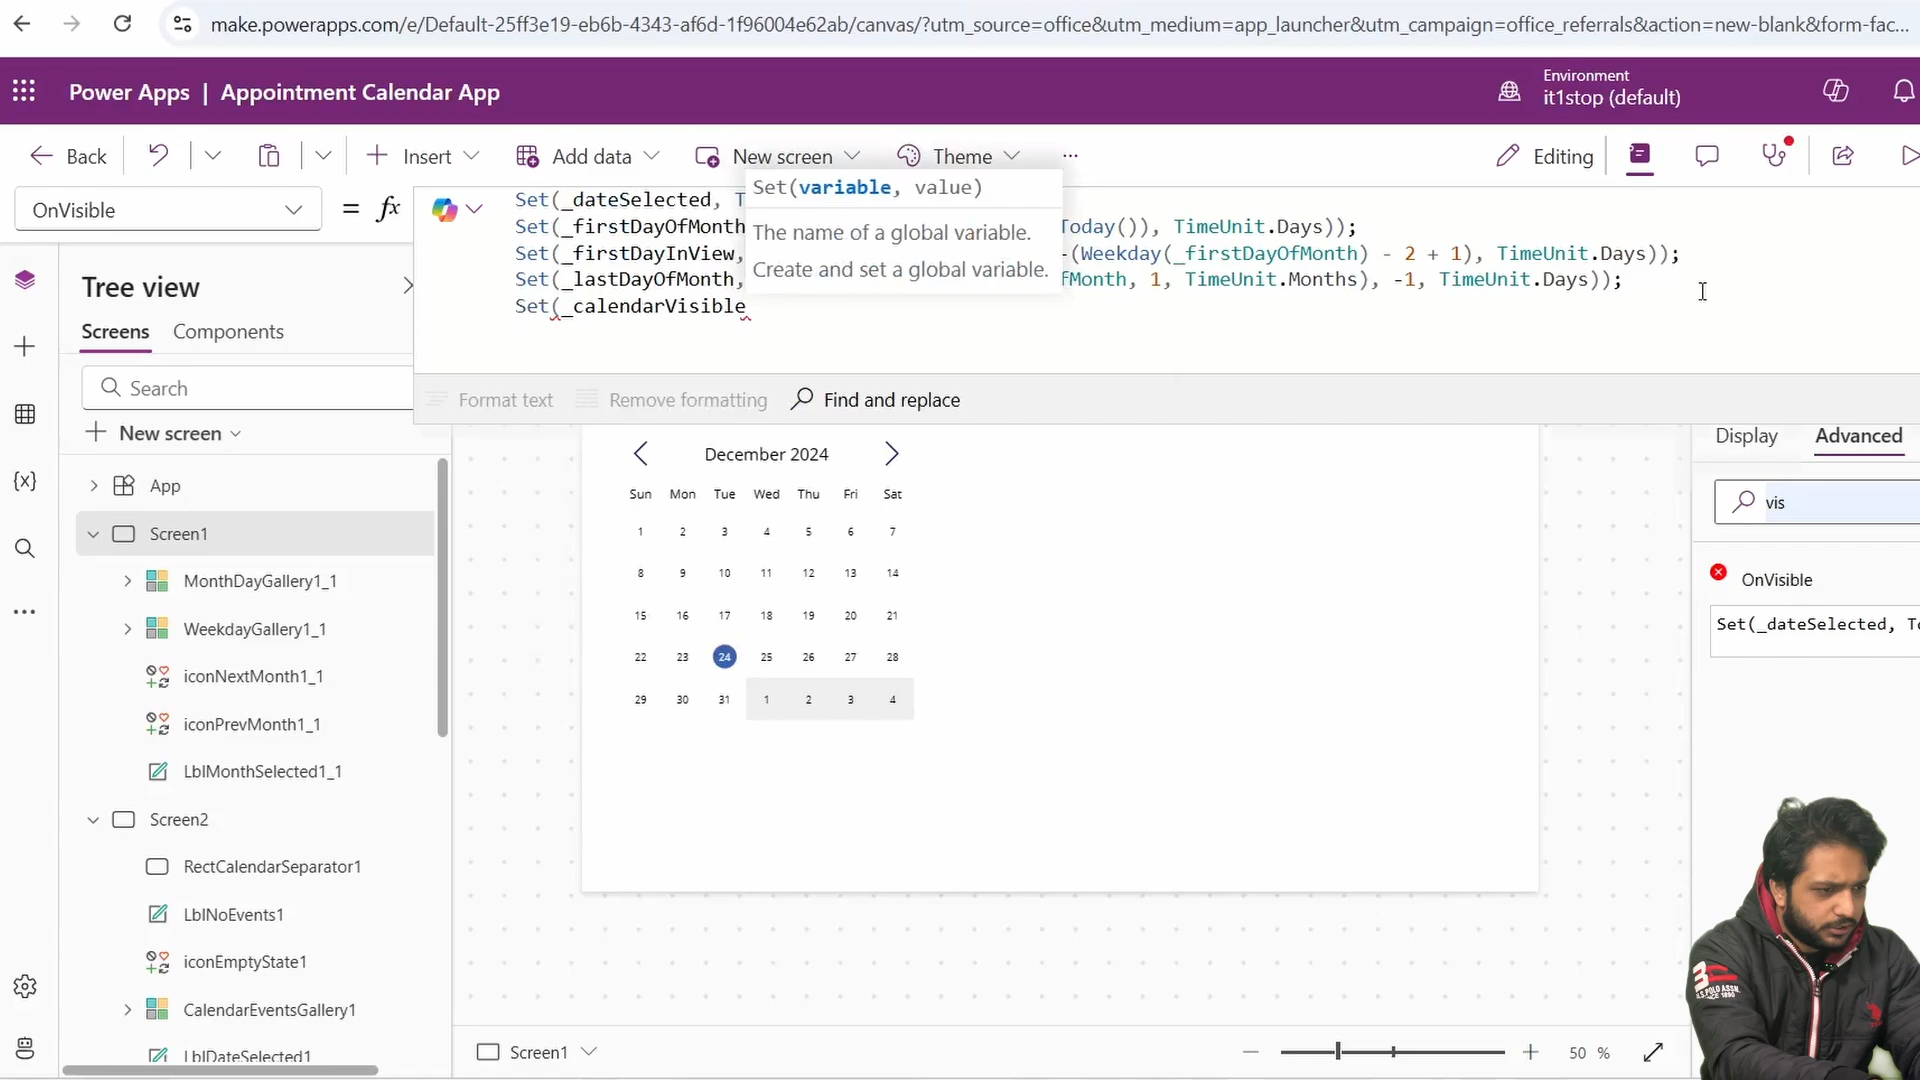 make.powerapps.com/e/Default-25ff3e19-eb6b-4343-af6d-1f96004e62ab/canvas/?utm_source=office&utm_medium=app_launcher&utm_campaign=office_referrals&action=new-blank&form-fac...
Power Apps | Appointment Calendar App
Environment
it1stop (default)
Back
Insert
Add data
New screen
Theme
...
Editing
OnVisible
= fx
Set(_dateSelected, T
Set(_firstDayOfMonth
Today()), TimeUnit.Days));
Set(_firstDayInView,
-(Weekday(_firstDayOfMonth) - 2 + 1), TimeUnit.Days));
Set(_lastDayOfMonth,
fMonth, 1, TimeUnit.Months), -1, TimeUnit.Days));
Set(_calendarVisible
Set(variable, value)
The name of a global variable.
Create and set a global variable.
Format text
Remove formatting
Find and replace
Tree view
Screens
Components
Search
New screen
App
Screen1
MonthDayGallery1_1
WeekdayGallery1_1
iconNextMonth1_1
iconPrevMonth1_1
LblMonthSelected1_1
Screen2
RectCalendarSeparator1
LblNoEvents1
iconEmptyState1
CalendarEventsGallery1
LblDateSelected1
December 2024
Sun Mon Tue Wed Thu Fri Sat
1 2 3 4 5 6 7
8 9 10 11 12 13 14
15 16 17 18 19 20 21
22 23 24 25 26 27 28
29 30 31 1 2 3 4
Display
Advanced
vis
OnVisible
Set(_dateSelected, To
Screen1
50 %
U.S. POLO ASSN.
SINCE 1890